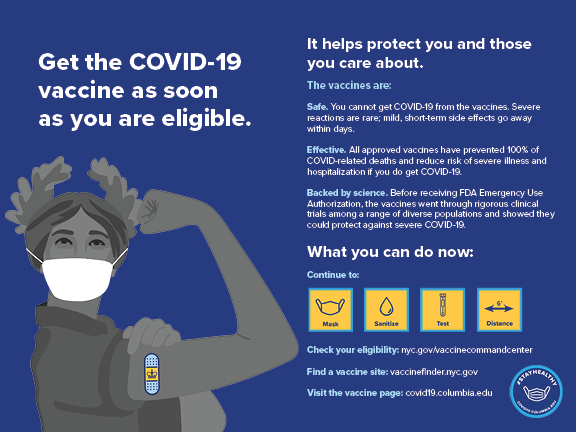 Get the COVID-19
vaccine as soon
as you are eligible.
It helps protect you and those
you care about.
The vaccines are:
Safe. You cannot get COVID-19 from the vaccines. Severe
reactions are rare; mild, short-term side effects go away
within days.
Effective. All approved vaccines have prevented 100% of
COVID-related deaths and reduce risk of severe illness and
hospitalization if you do get COVID-19.
Backed by science. Before receiving FDA Emergency Use
Authorization, the vaccines went through rigorous clinical
trials among a range of diverse populations and showed they
could protect against severe COVID-19.
What you can do now:
Continue to:
Mask
Sanitize
Test
6'
Distance
Check your eligibility: nyc.gov/vaccinecommandcenter
Find a vaccine site: vaccinefinder.nyc.gov
Visit the vaccine page: covid19.columbia.edu
#STAYHEALTHY